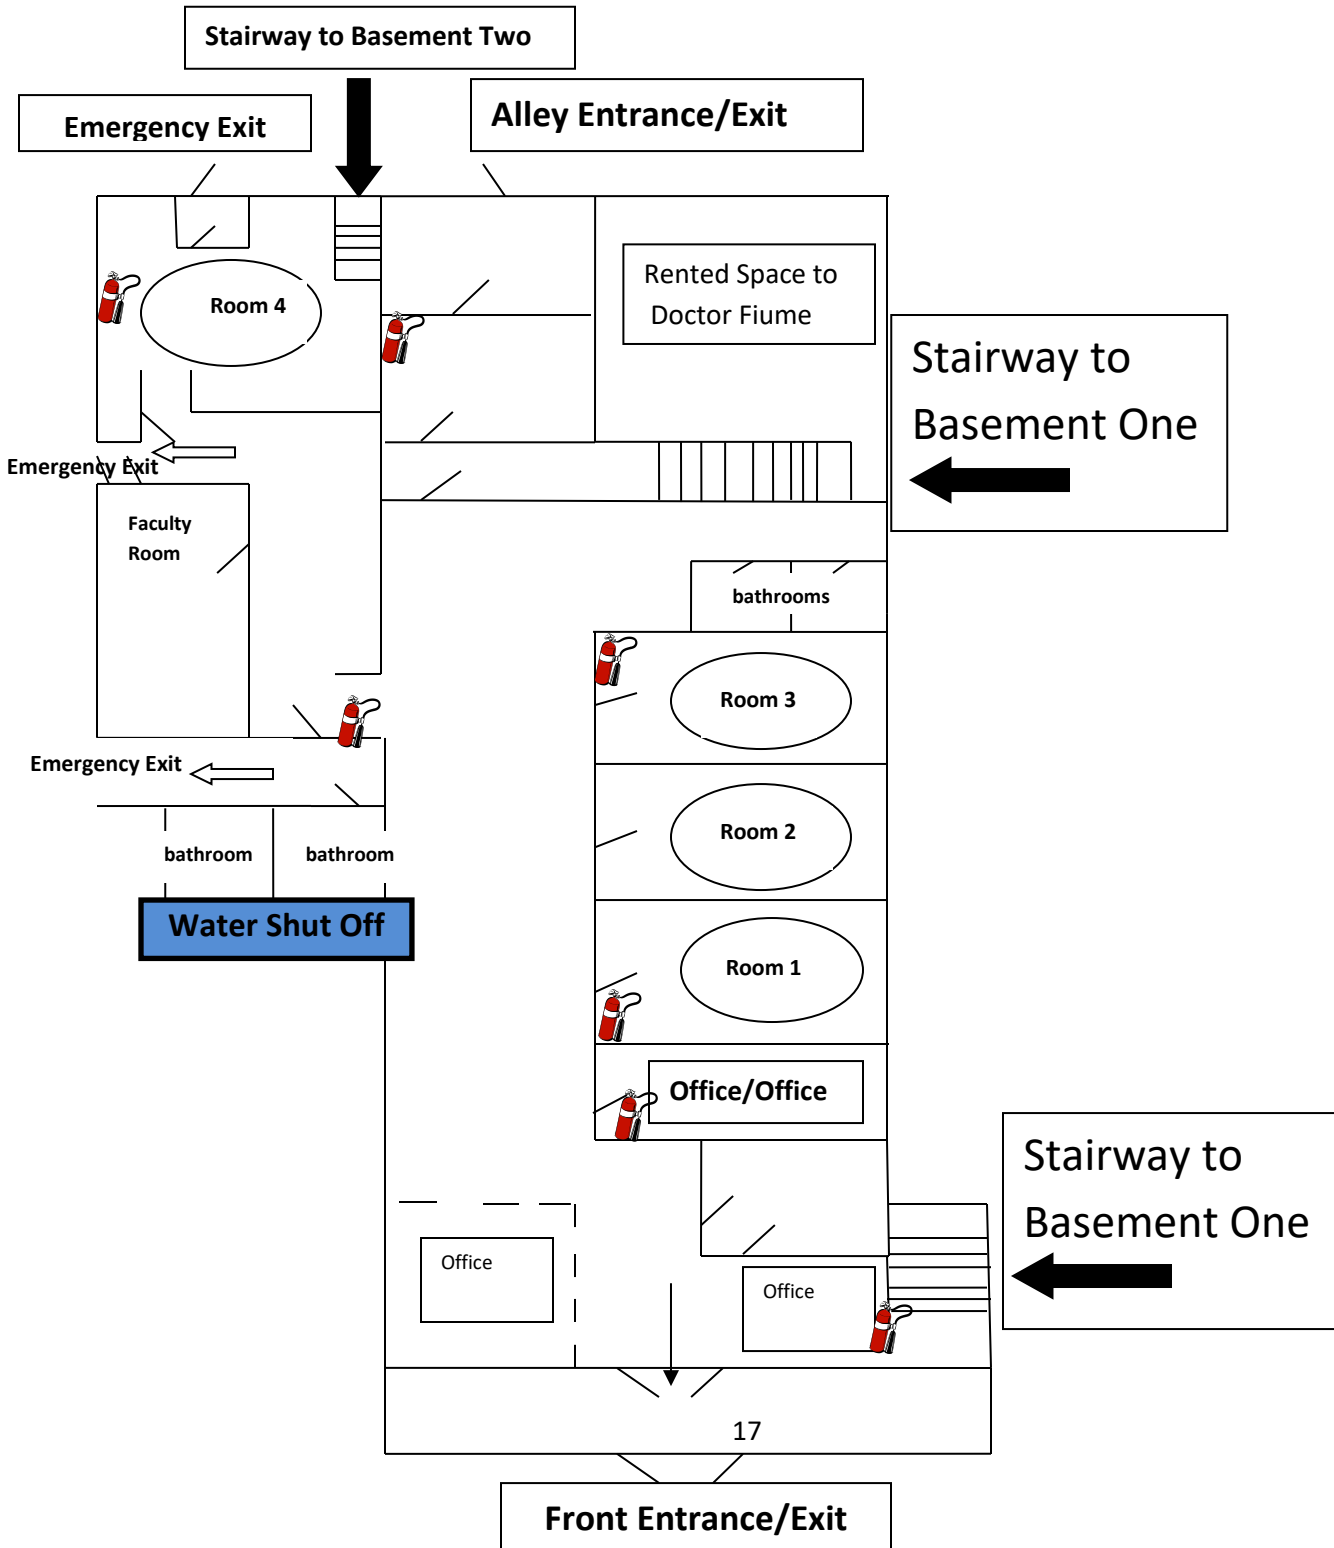 Stairway to Basement Two
Emergency Exit
Alley Entrance/Exit
Room 4
Rented Space to
Doctor Fiume
Stairway to
Basement One
Emergency Exit
Faculty
Room
bathrooms
Room 3
Emergency Exit
Room 2
bathroom
bathroom
Water Shut Off
Room 1
Office/Office
Stairway to
Basement One
Office
Office
17
Front Entrance/Exit